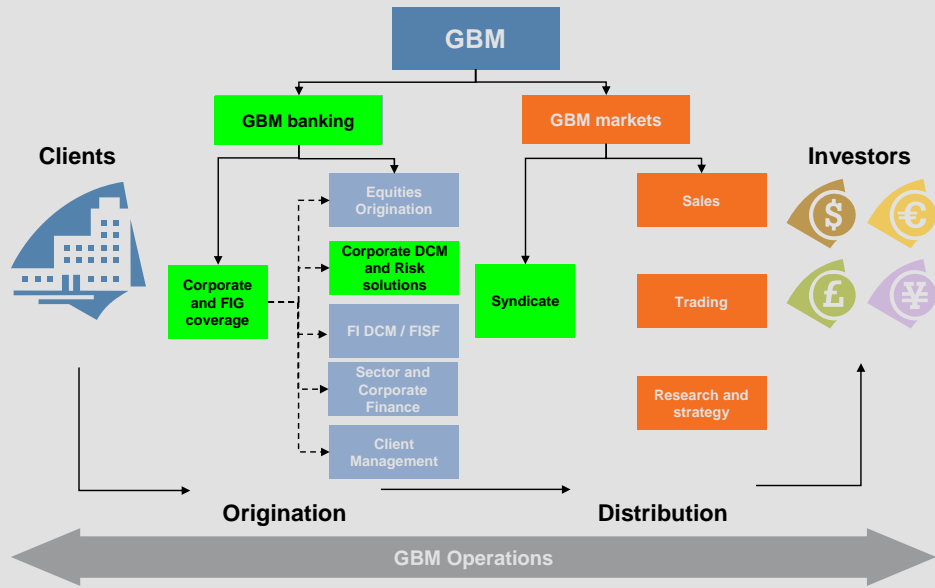 GBM
GBM banking
GBM markets
Clients
Investors
Equities
Origination
Sales
$
€
Corporate DCM
and Risk
solutions
Corporate
and FIG
coverage
Syndicate
Trading
£
¥
FI DCM / FISF
Sector and
Corporate
Finance
Research and
strategy
Client
Management
Origination
Distribution
GBM Operations